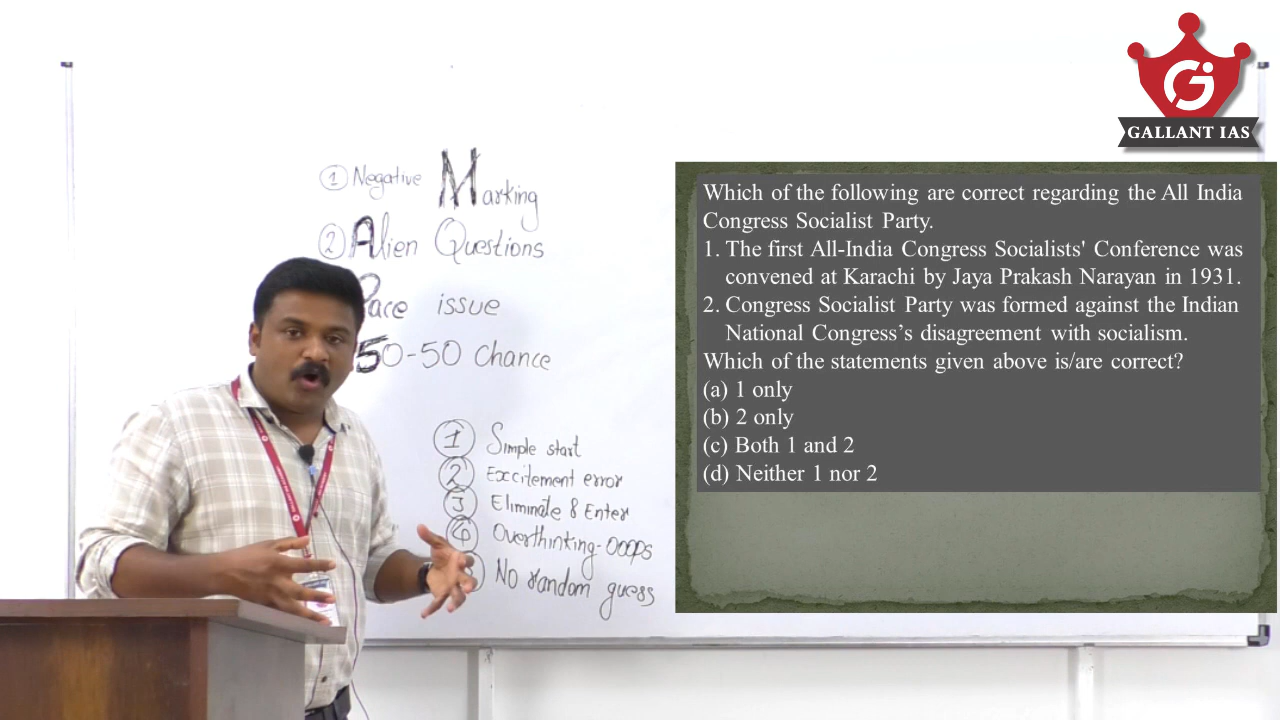 GALLANT IAS
① Negative Marking
② Alien Questions
Pace issue
50-50 Chance
① Simple start
② Exccitement error
③ Eliminate & Enter
④ Overthinking-OOOPS
No random guess
Which of the following are correct regarding the All India
Congress Socialist Party.
1. The first All-India Congress Socialists' Conference was
convened at Karachi by Jaya Prakash Narayan in 1931.
2. Congress Socialist Party was formed against the Indian
National Congress’s disagreement with socialism.
Which of the statements given above is/are correct?
(a) 1 only
(b) 2 only
(c) Both 1 and 2
(d) Neither 1 nor 2